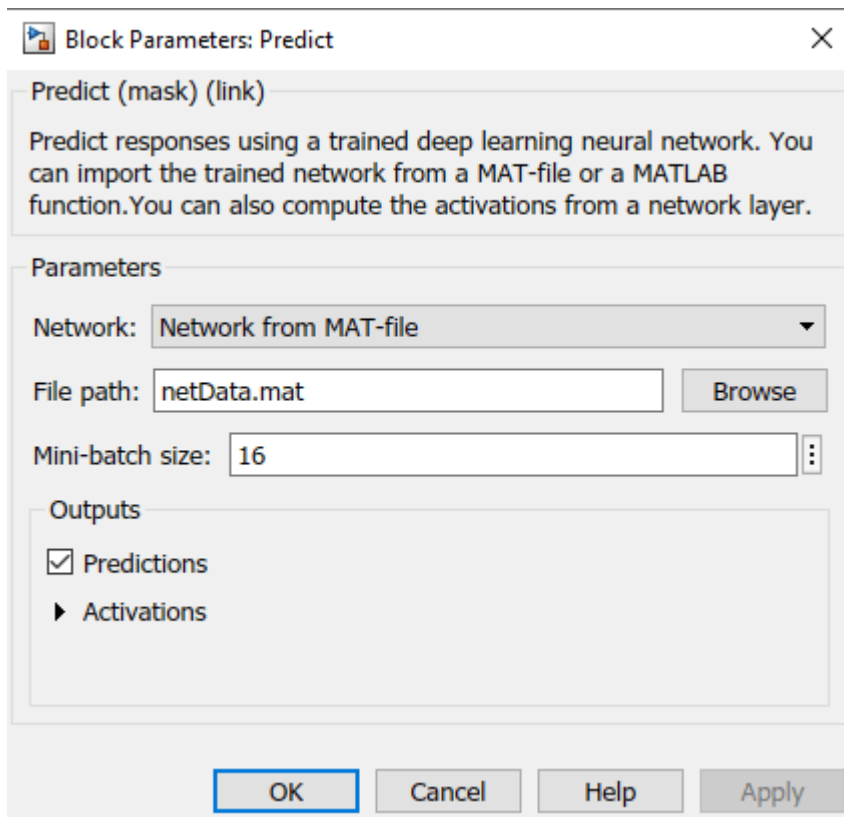 Block Parameters: Predict
Predict (mask) (link)
Predict responses using a trained deep learning neural network. You
can import the trained network from a MAT-file or a MATLAB
function.You can also compute the activations from a network layer.
Parameters
Network: Network from MAT-file
File path: netData.mat Browse
Mini-batch size: 16
Outputs
Predictions
Activations
OK Cancel Help Apply